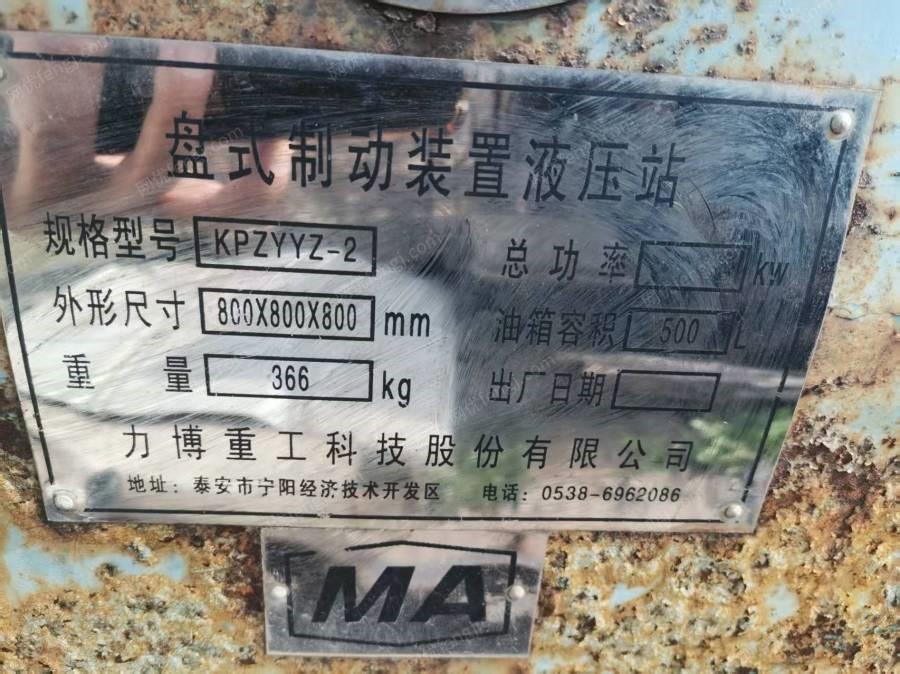 盘式制动装置液压站
规格型号 KPZYYZ-2 总功率 kW
外形尺寸 800X800X800 mm 油箱容积 500 L
重量 366 kg 出厂日期
力博重工科技股份有限公司
地址：泰安市宁阳经济技术开发区 电话：0538-6962086
MA